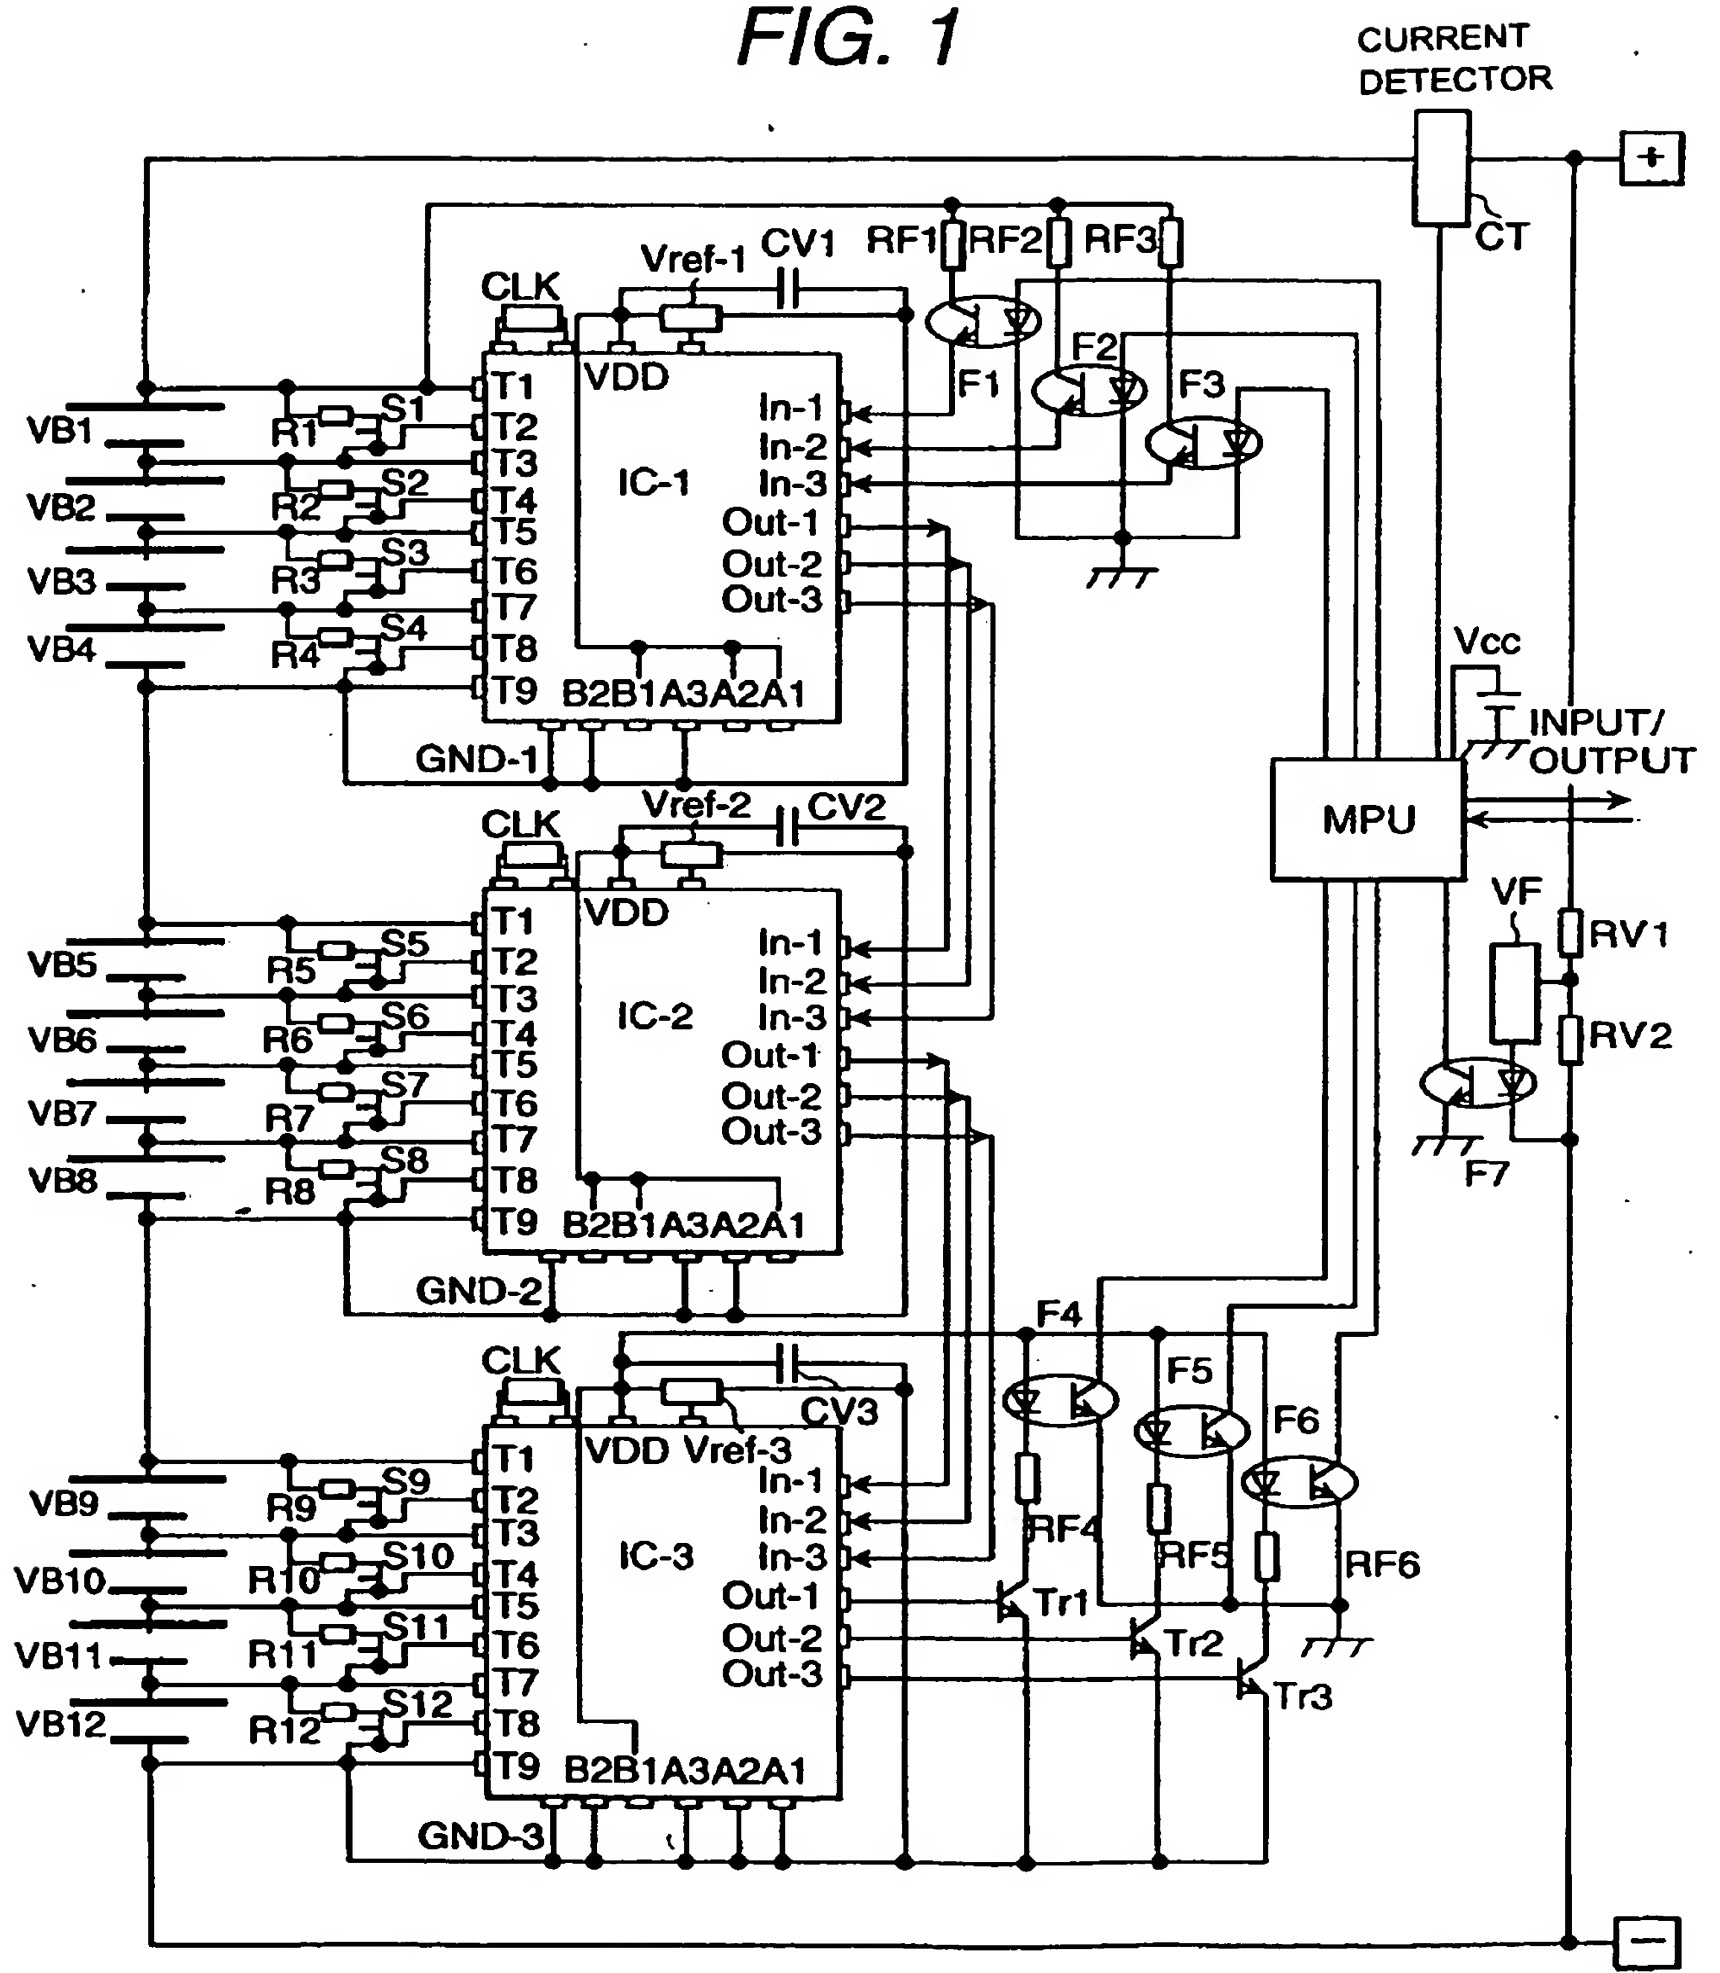 FIG. 1
CURRENT
DETECTOR
+
CT
RF1 RF2 RF3
CV1
Vref-1
CLK
VDD
T1
T2
T3
T4
T5
T6
T7
T8
T9
IC-1
In-1
In-2
In-3
Out-1
Out-2
Out-3
B2B1A3A2A1
GND-1
VB1
VB2
VB3
VB4
R1
S1
R2
S2
R3
S3
R4
S4
F1
F2
F3
Vcc
INPUT/
OUTPUT
MPU
VF
RV1
RV2
F7
CLK
Vref-2
CV2
VDD
T1
T2
T3
T4
T5
T6
T7
T8
T9
IC-2
In-1
In-2
In-3
Out-1
Out-2
Out-3
B2B1A3A2A1
GND-2
VB5
VB6
VB7
VB8
R5
S5
R6
S6
R7
S7
R8
S8
CLK
CV3
VDD Vref-3
T1
T2
T3
T4
T5
T6
T7
T8
T9
IC-3
In-1
In-2
In-3
Out-1
Out-2
Out-3
B2B1A3A2A1
GND-3
VB9
VB10
VB11
VB12
R9
S9
R10
S10
R11
S11
R12
S12
F4
F5
F6
RF4
RF5
RF6
Tr1
Tr2
Tr3
−